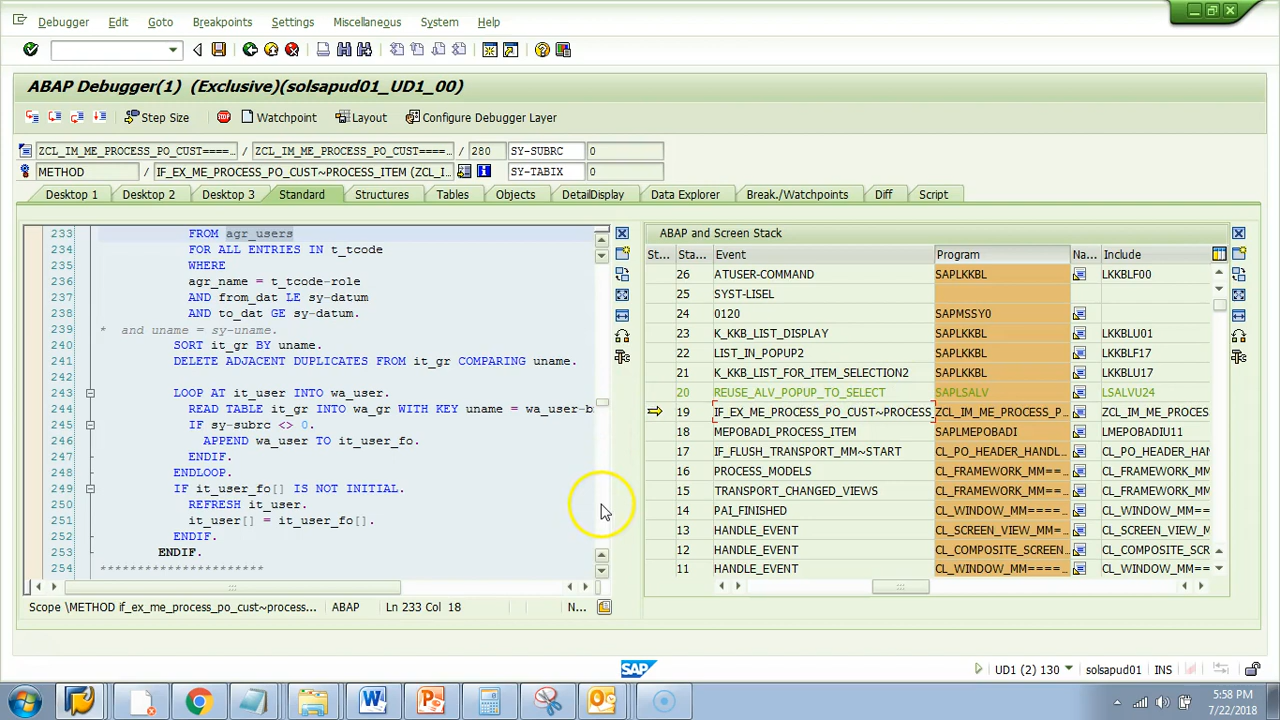 Debugger Edit Goto Breakpoints Settings Miscellaneous System Help
ABAP Debugger(1) (Exclusive)(solsapud01_UD1_00)
Step Size Watchpoint Layout Configure Debugger Layer
ZCL_IM_ME_PROCESS_PO_CUST====... / ZCL_IM_ME_PROCESS_PO_CUST====... / 280 SY-SUBRC 0
METHOD / IF_EX_ME_PROCESS_PO_CUST~PROCESS_ITEM (ZCL_I... SY-TABIX 0
Desktop 1 Desktop 2 Desktop 3 Standard Structures Tables Objects DetailDisplay Data Explorer Break./Watchpoints Diff Script
233 FROM agr_users
234 FOR ALL ENTRIES IN t_tcode
235 WHERE
236 agr_name = t_tcode-role
237 AND from_dat LE sy-datum
238 AND to_dat GE sy-datum.
239 * and uname = sy-uname.
240 SORT it_gr BY uname.
241 DELETE ADJACENT DUPLICATES FROM it_gr COMPARING uname.
242
243 LOOP AT it_user INTO wa_user.
244 READ TABLE it_gr INTO wa_gr WITH KEY uname = wa_user-b
245 IF sy-subrc <> 0.
246 APPEND wa_user TO it_user_fo.
247 ENDIF.
248 ENDLOOP.
249 IF it_user_fo[] IS NOT INITIAL.
250 REFRESH it_user.
251 it_user[] = it_user_fo[].
252 ENDIF.
253 ENDIF.
254 **********************
Scope \METHOD if_ex_me_process_po_cust~process... ABAP Ln 233 Col 18 N...
ABAP and Screen Stack
St... Sta... Event Program Na... Include
26 ATUSER-COMMAND SAPLKKBL LKKBLF00
25 SYST-LISEL
24 0120 SAPMSSY0
23 K_KKB_LIST_DISPLAY SAPLKKBL LKKBLU01
22 LIST_IN_POPUP2 SAPLKKBL LKKBLF17
21 K_KKB_LIST_FOR_ITEM_SELECTION2 SAPLKKBL LKKBLU17
20 REUSE_ALV_POPUP_TO_SELECT SAPLSALV LSALVU24
19 IF_EX_ME_PROCESS_PO_CUST~PROCESS_ ZCL_IM_ME_PROCESS_P... ZCL_IM_ME_PROCES
18 MEPOBADI_PROCESS_ITEM SAPLMEPOBADI LMEPOBADIU11
17 IF_FLUSH_TRANSPORT_MM~START CL_PO_HEADER_HANDL... CL_PO_HEADER_HAN
16 PROCESS_MODELS CL_FRAMEWORK_MM==... CL_FRAMEWORK_MM=
15 TRANSPORT_CHANGED_VIEWS CL_FRAMEWORK_MM==... CL_FRAMEWORK_MM=
14 PAI_FINISHED CL_WINDOW_MM====... CL_WINDOW_MM===
13 HANDLE_EVENT CL_SCREEN_VIEW_MM=... CL_SCREEN_VIEW_M
12 HANDLE_EVENT CL_COMPOSITE_SCREEN... CL_COMPOSITE_SCR
11 HANDLE_EVENT CL_WINDOW_MM====... CL_WINDOW_MM===
SAP
UD1 (2) 130 solsapud01 INS
5:58 PM
7/22/2018